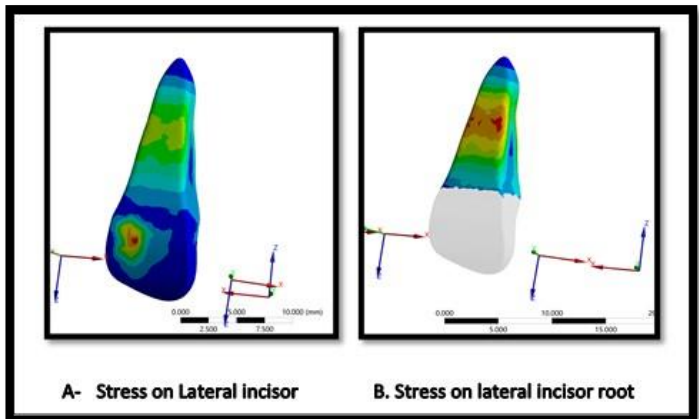 0.000
5.000
10.000 (mm)
2.500
7.500
0.000
10.000
5.000
15.000
A- Stress on Lateral incisor
B. Stress on lateral incisor root